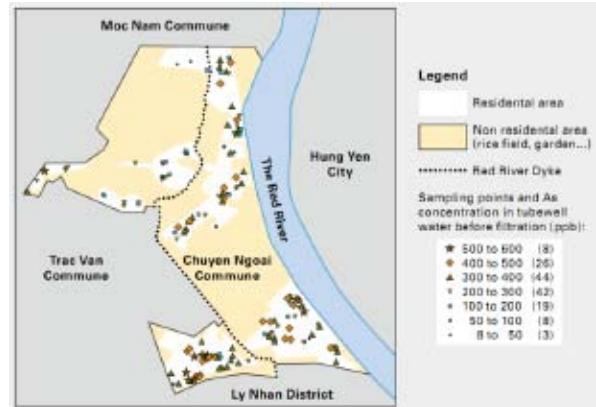 Moc Nam Commune
Hung Yen
City
The Red River
Trac Van
Commune
Chuyen Ngoai
Commune
Ly Nhan District
Legend
Residental area
Non residental area
(rice field, garden...)
Red River Dyke
Sampling points and As
concentration in tubewell
water before filtration (ppb):
500 to 600 (8)
400 to 500 (26)
300 to 400 (44)
200 to 300 (42)
100 to 200 (19)
50 to 100 (8)
8 to 50 (3)